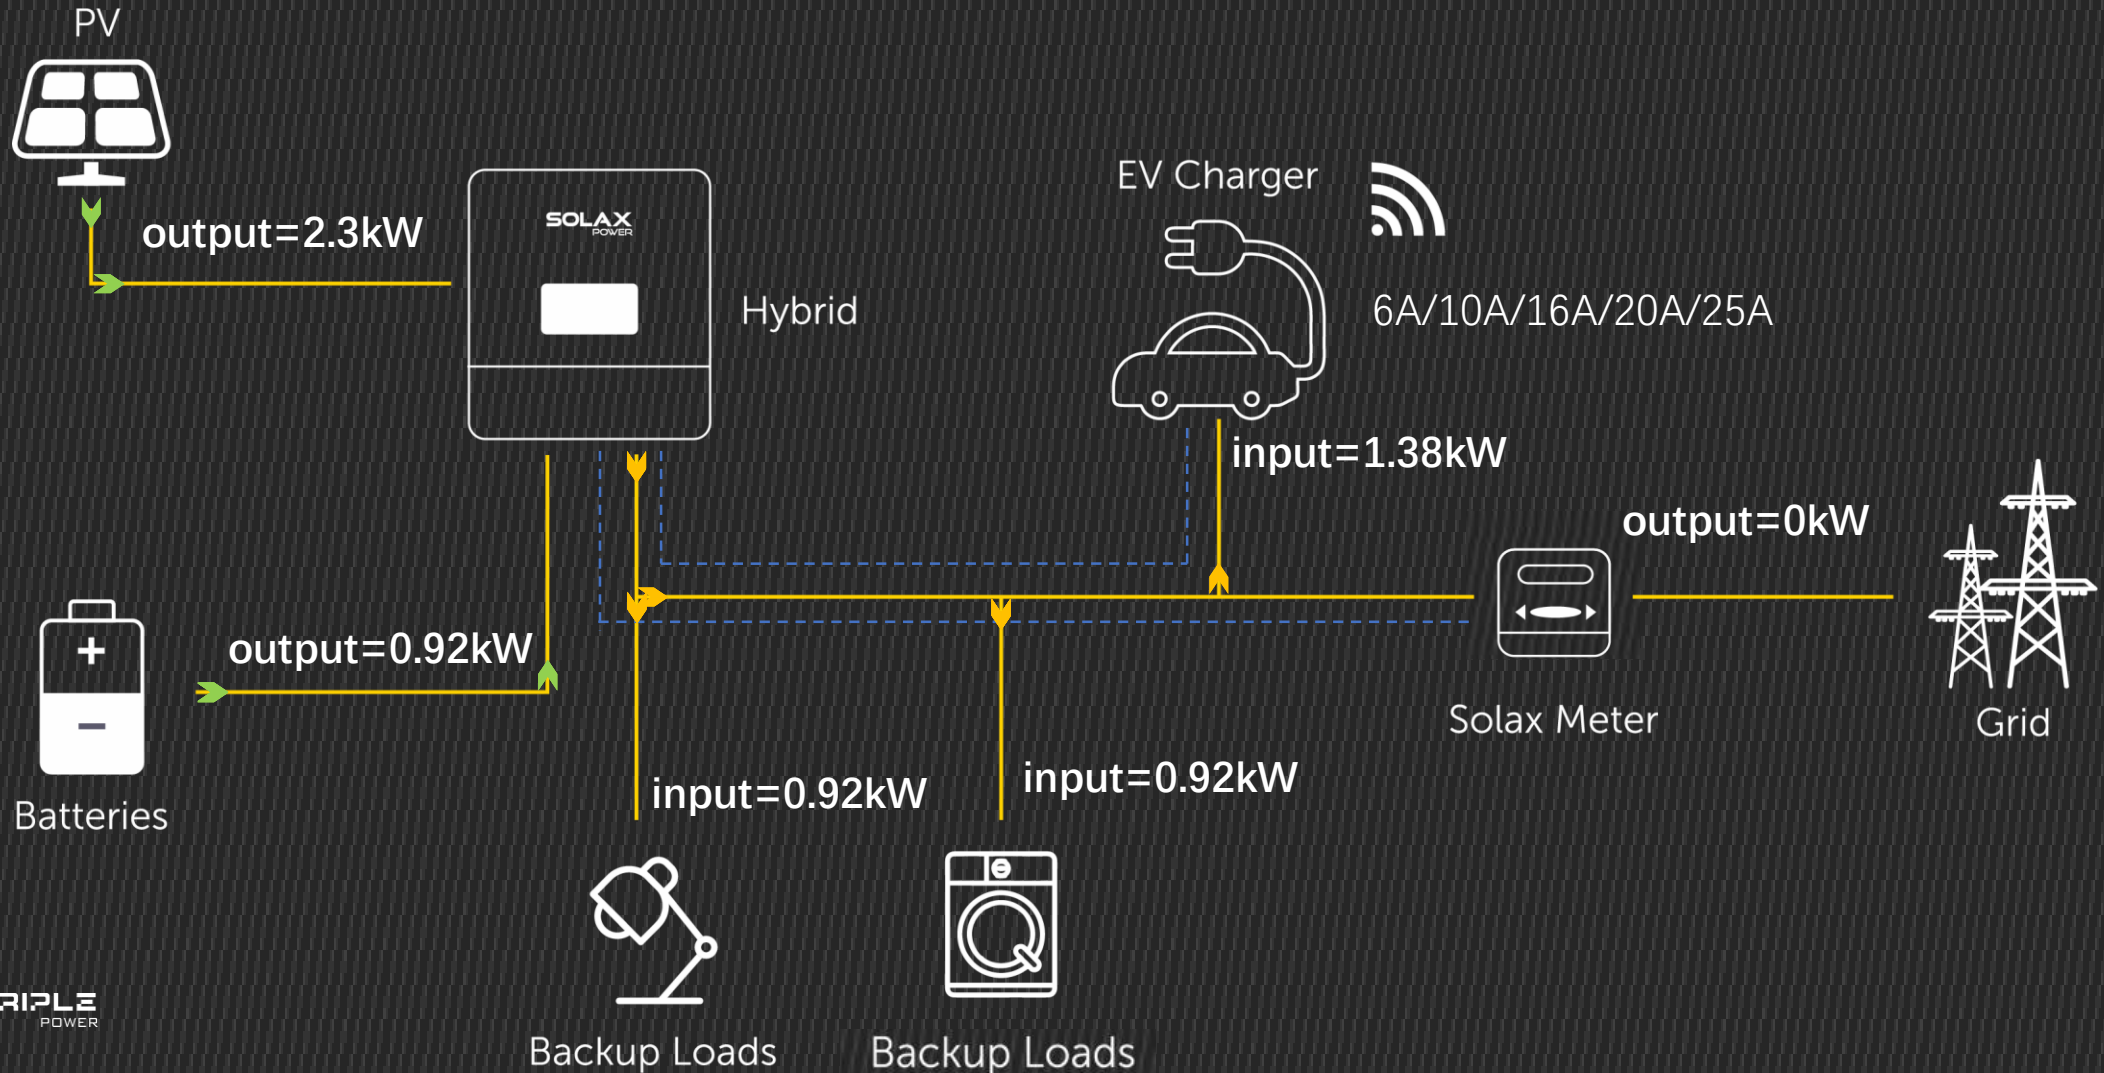 PV
output=2.3kW
SOLAX
POWER
Hybrid
EV Charger
6A/10A/16A/20A/25A
input=1.38kW
output=0kW
+
output=0.92kW
−
Batteries
Solax Meter
Grid
input=0.92kW
input=0.92kW
RIPLE
POWER
Backup Loads
Backup Loads